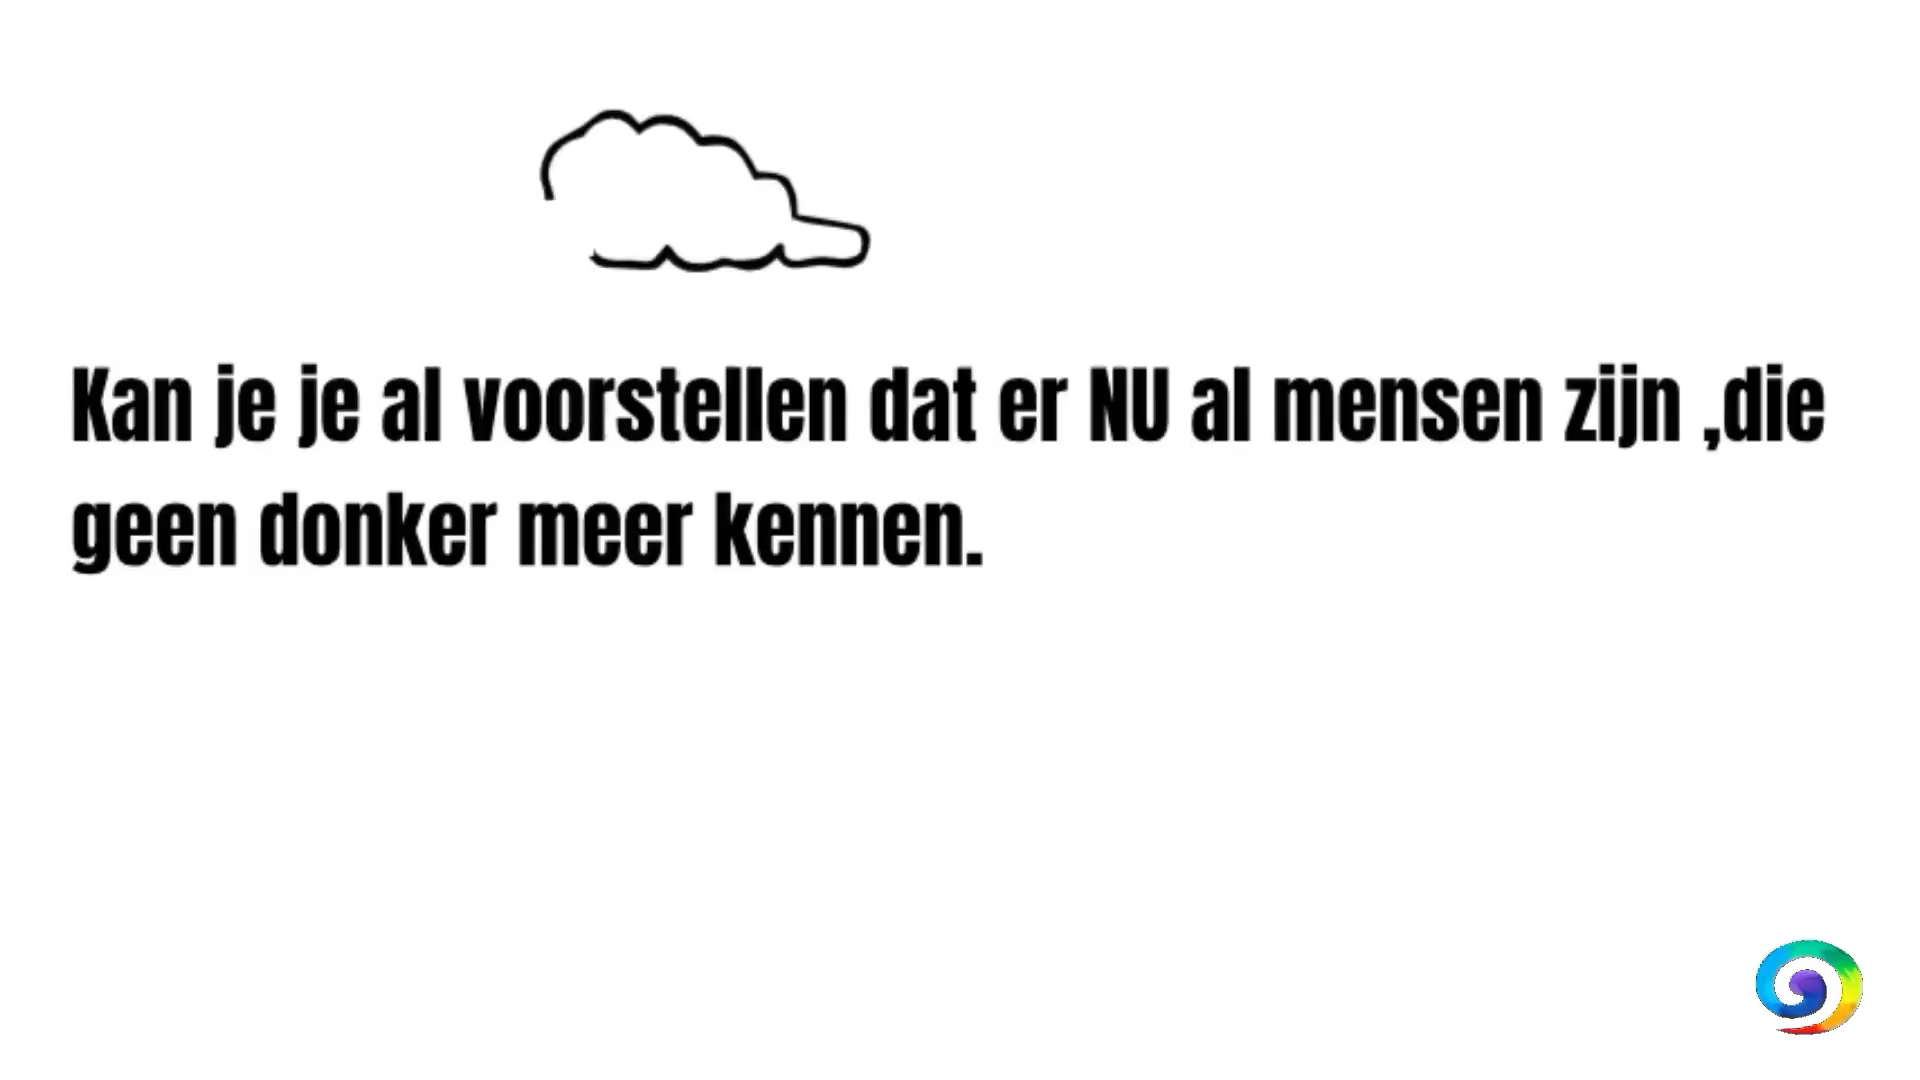 Kan je je al voorstellen dat er NU al mensen zijn ,die
geen donker meer kennen.